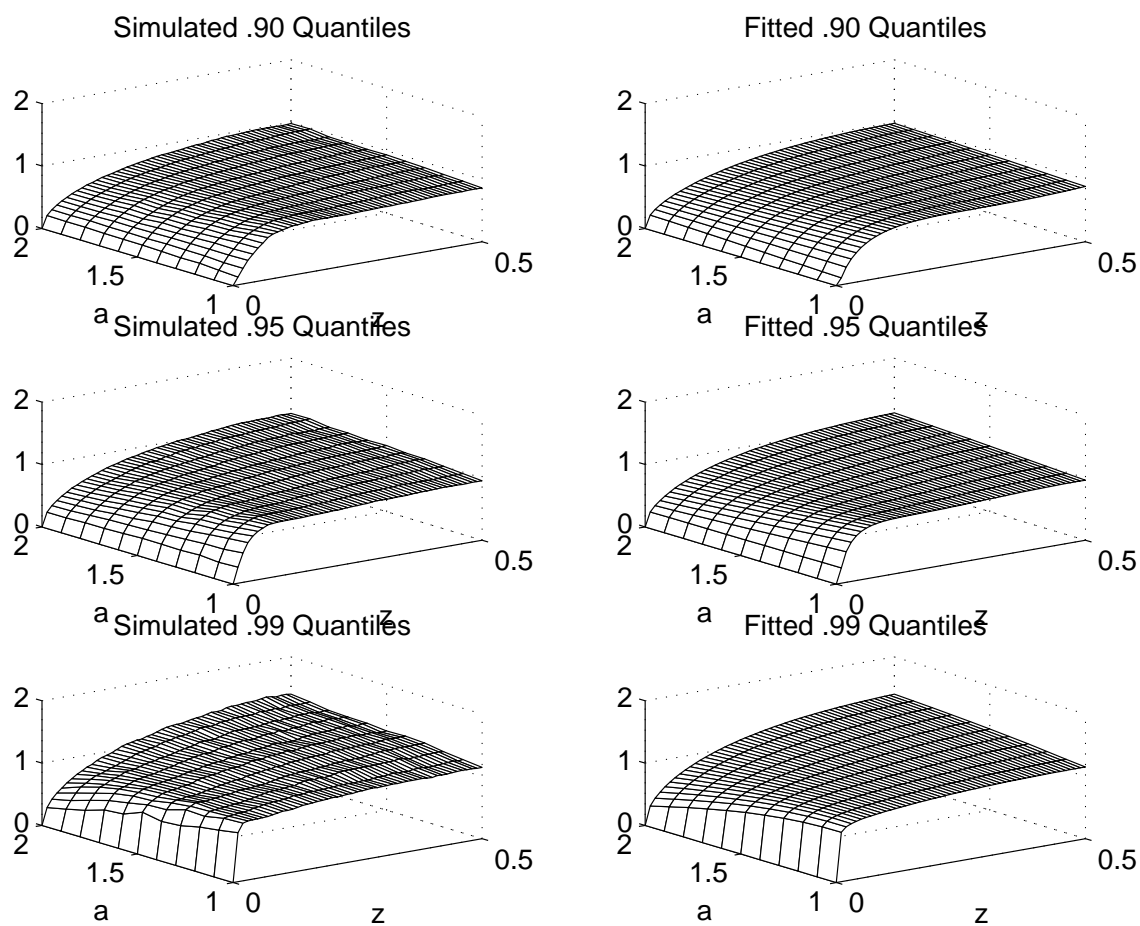 Simulated .90 Quantiles
2
1
0
2
1.5
1
a
0
0.5
z
Fitted .90 Quantiles
2
1
0
2
1.5
1
a
0
0.5
z
Simulated .95 Quantiles
2
1
0
2
1.5
1
a
0
0.5
z
Fitted .95 Quantiles
2
1
0
2
1.5
1
a
0
0.5
z
Simulated .99 Quantiles
2
1
0
2
1.5
1
a
0
0.5
z
Fitted .99 Quantiles
2
1
0
2
1.5
1
a
0
0.5
z